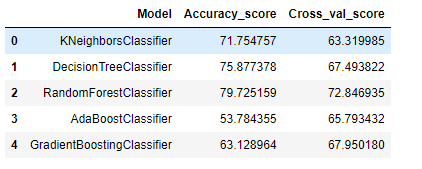 Model Accuracy_score Cross_val_score
0 KNeighborsClassifier 71.754757 63.319985
1 DecisionTreeClassifier 75.877378 67.493822
2 RandomForestClassifier 79.725159 72.846935
3 AdaBoostClassifier 53.784355 65.793432
4 GradientBoostingClassifier 63.128964 67.950180